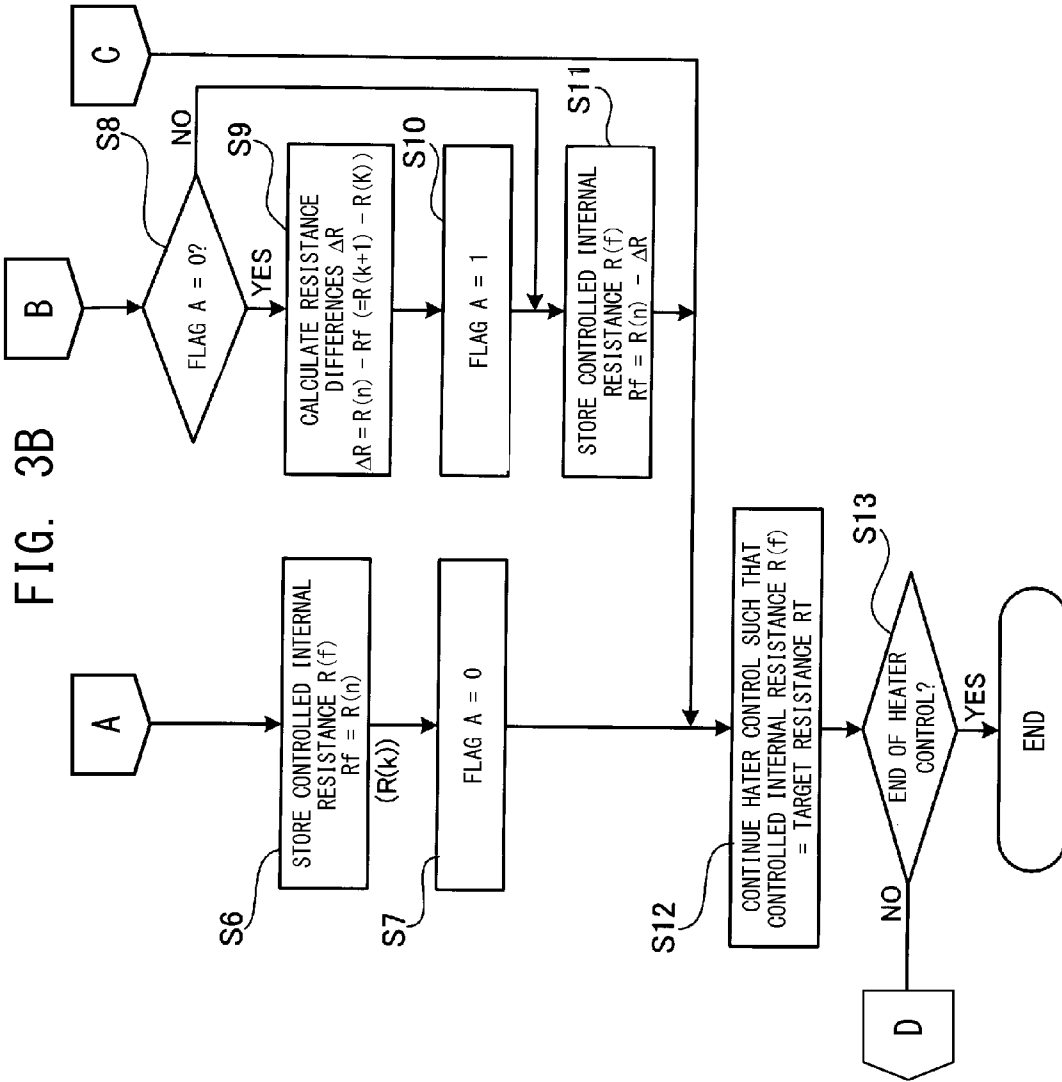 FIG. 3B
A
S6
STORE CONTROLLED INTERNAL
RESISTANCE R(f)
Rf = R(n)
(R(k))
S7
FLAG A = 0
B
S8
FLAG A = 0?
NO
YES
S9
CALCULATE RESISTANCE
DIFFERENCES ΔR
ΔR = R(n) - Rf (=R(k+1) - R(K))
S10
FLAG A = 1
S11
STORE CONTROLLED INTERNAL
RESISTANCE R(f)
Rf = R(n) - ΔR
C
S12
CONTINUE HATER CONTROL SUCH THAT
CONTROLLED INTERNAL RESISTANCE R(f)
= TARGET RESISTANCE RT
S13
END OF HEATER
CONTROL?
NO
YES
D
END